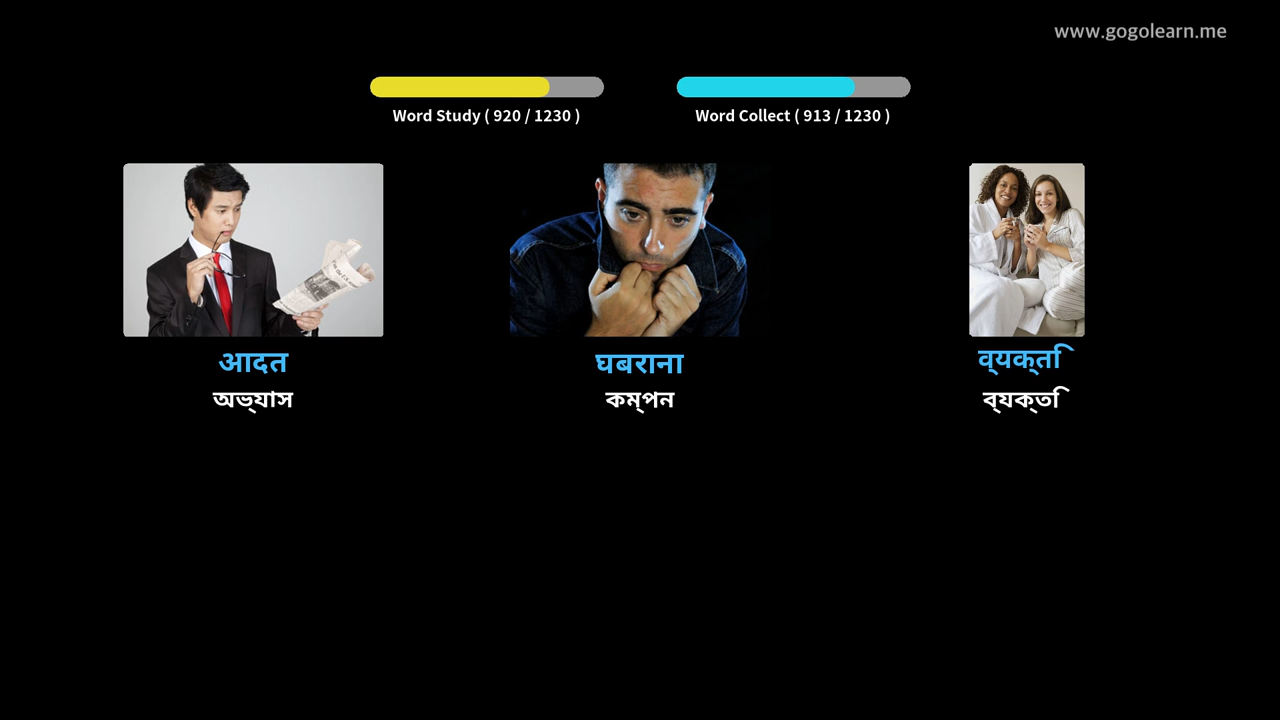 www.gogolearn.me
Word Study ( 920 / 1230 )
Word Collect ( 913 / 1230 )
आदत
घबराना
व्यक्ति
অভ্যাস
কম্পন
ব্যক্তি